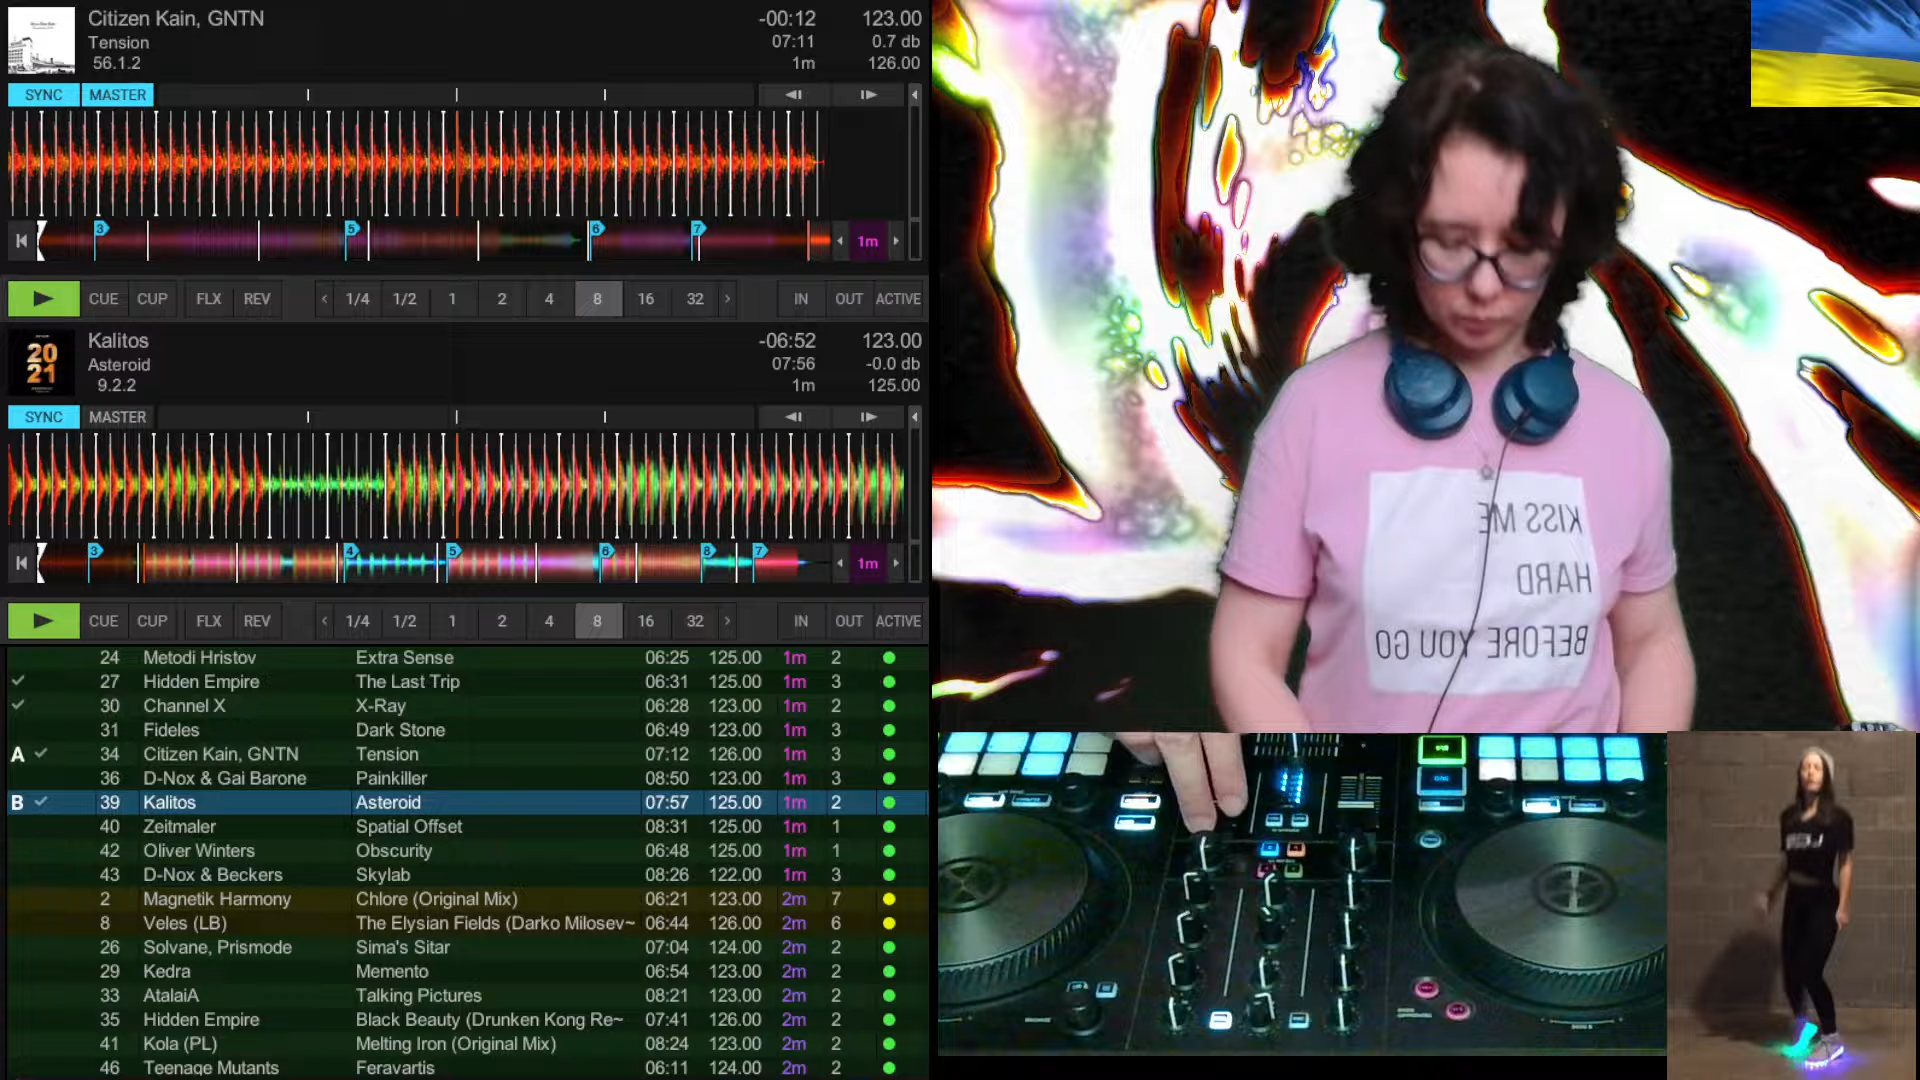 Citizen Kain, GNTN -00:12 123.00
Tension 07:11 0.7 db
56.1.2 1m 126.00
SYNC MASTER
3 5 6 7 1m
CUE CUP FLX REV 1/4 1/2 1 2 4 8 16 32 IN OUT ACTIVE
20 21
Kalitos -06:52 123.00
Asteroid 07:56 -0.0 db
9.2.2 1m 125.00
SYNC MASTER
3 4 5 6 8 7 1m
CUE CUP FLX REV 1/4 1/2 1 2 4 8 16 32 IN OUT ACTIVE
24 Metodi Hristov Extra Sense 06:25 125.00 1m 2
27 Hidden Empire The Last Trip 06:31 125.00 1m 3
30 Channel X X-Ray 06:28 123.00 1m 2
31 Fideles Dark Stone 06:49 123.00 1m 3
A 34 Citizen Kain, GNTN Tension 07:12 126.00 1m 3
36 D-Nox & Gai Barone Painkiller 08:50 123.00 1m 3
B 39 Kalitos Asteroid 07:57 125.00 1m 2
40 Zeitmaler Spatial Offset 08:31 125.00 1m 1
42 Oliver Winters Obscurity 06:48 125.00 1m 1
43 D-Nox & Beckers Skylab 08:26 122.00 1m 3
2 Magnetik Harmony Chlore (Original Mix) 06:21 123.00 2m 7
8 Veles (LB) The Elysian Fields (Darko Milosev~ 06:44 126.00 2m 6
26 Solvane, Prismode Sima's Sitar 07:04 124.00 2m 2
29 Kedra Memento 06:54 123.00 2m 2
33 AtalaiA Talking Pictures 08:21 123.00 2m 2
35 Hidden Empire Black Beauty (Drunken Kong Re~ 07:41 126.00 2m 2
41 Kola (PL) Melting Iron (Original Mix) 08:24 123.00 2m 2
46 Teenage Mutants Feravartis 06:11 124.00 2m 2
KISS ME
HARD
BEFORE YOU GO